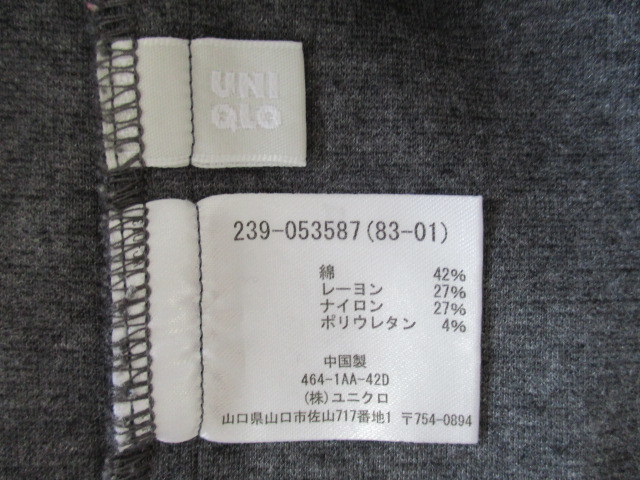 UNI
QLO
239-053587(83-01)
綿 42%
レーヨン 27%
ナイロン 27%
ポリウレタン 4%
中国製
464-1AA-42D
(株)ユニクロ
山口県山口市佐山717番地1 〒754-0894